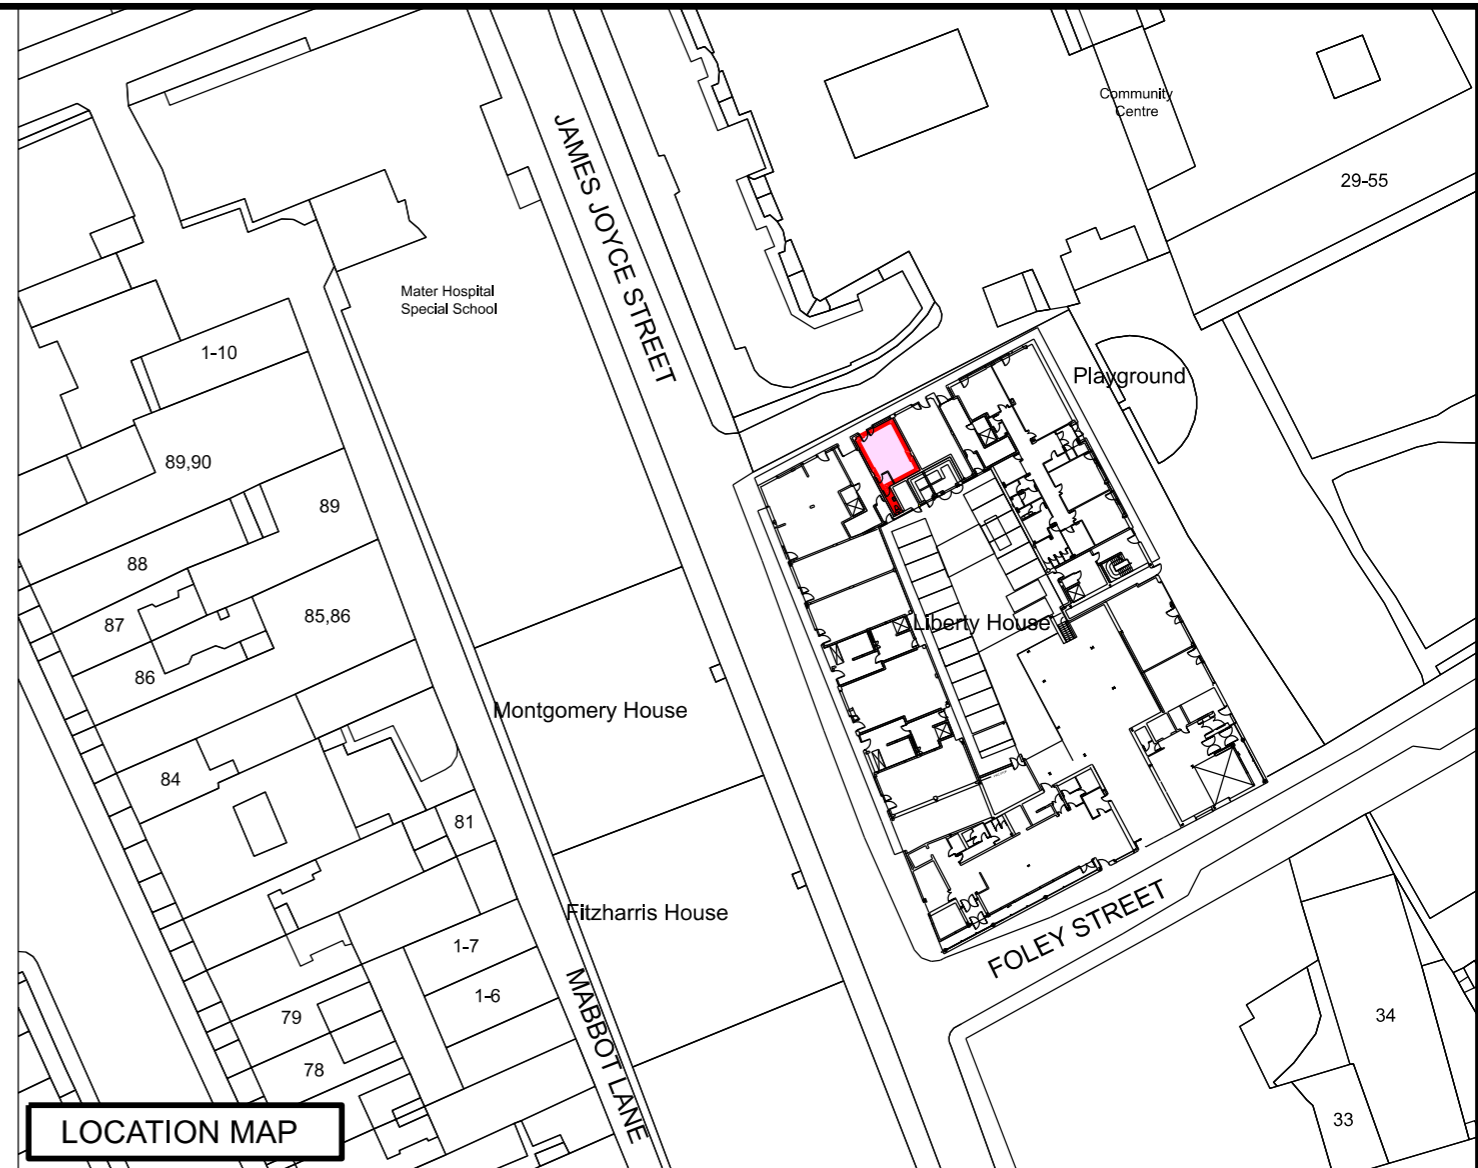 Community
Centre
JAMES JOYCE STREET
29-55
Mater Hospital
Special School
1-10
Playground
89,90
89
88
87
85,86
Liberty House
86
Montgomery House
84
81
Fitzharris House
FOLEY STREET
1-7
1-6
MABBOT LANE
79
34
78
33
LOCATION MAP